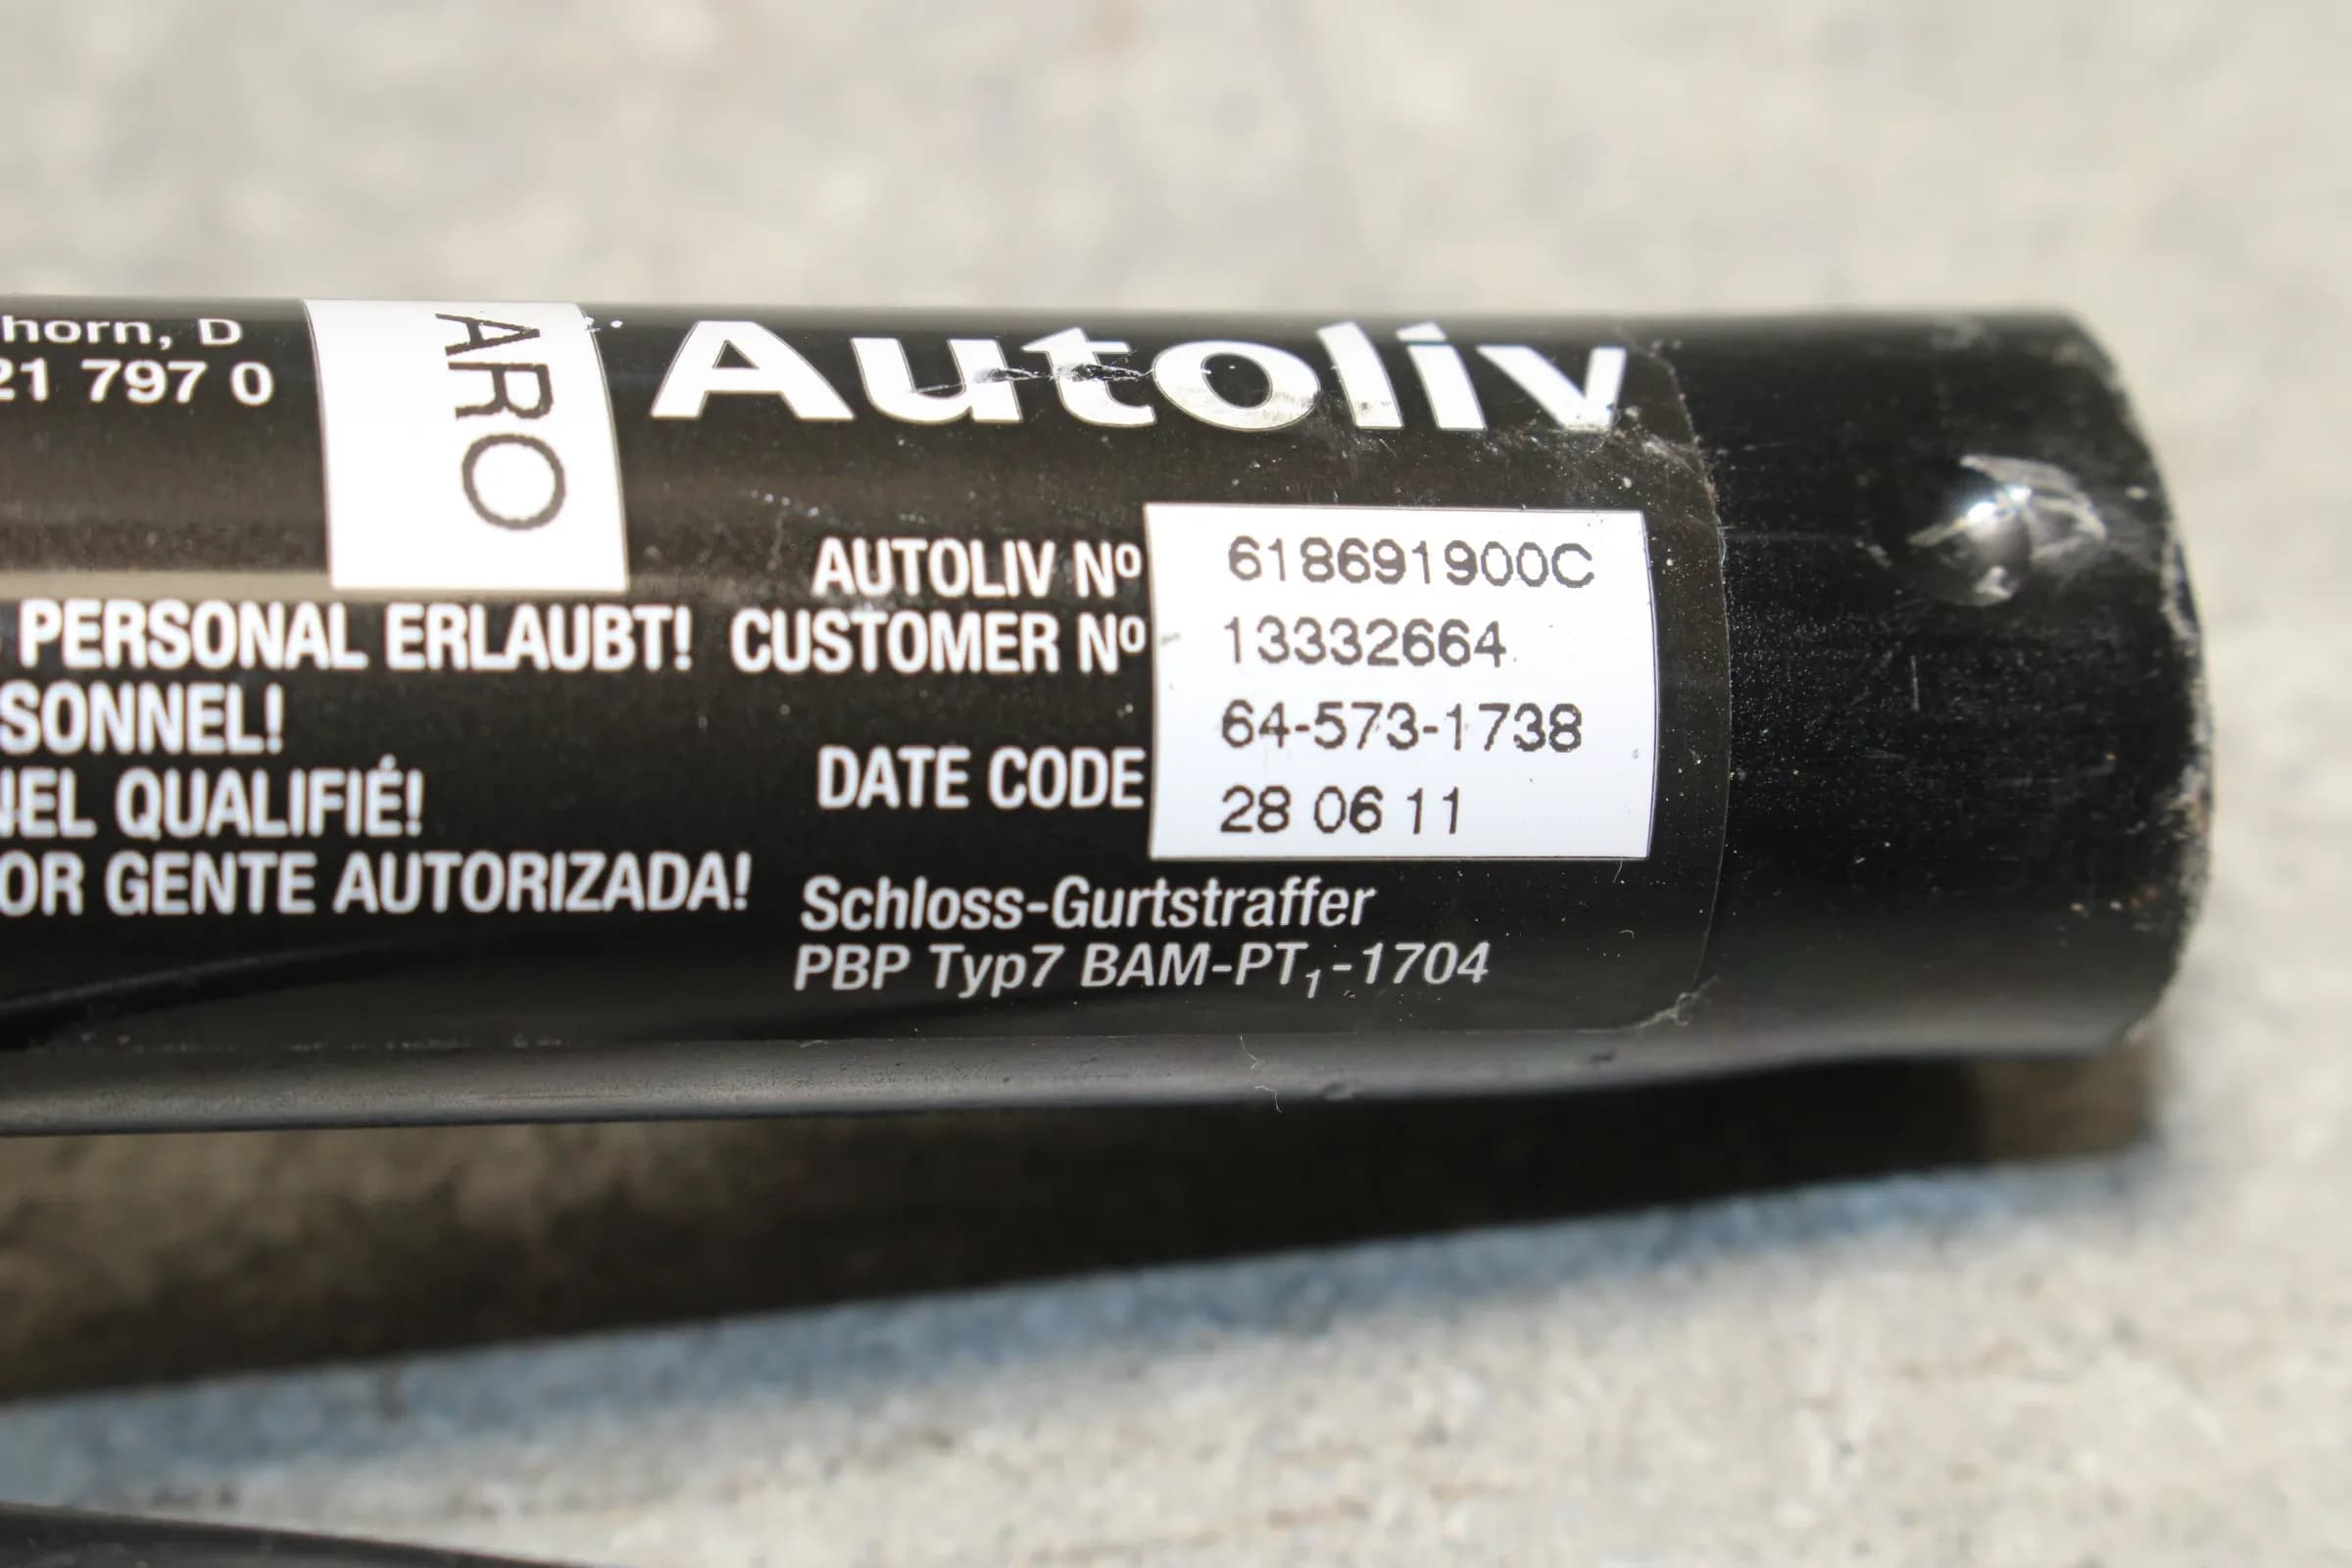 horn, D
21 797 0
ARO
Autoliv
AUTOLIV Nº 618691900C
PERSONAL ERLAUBT! CUSTOMER Nº 13332664
SONNEL!
64-573-1738
NEL QUALIFIÉ! DATE CODE
28 06 11
OR GENTE AUTORIZADA!
Schloss-Gurtstraffer
PBP Typ7 BAM-PT₁-1704